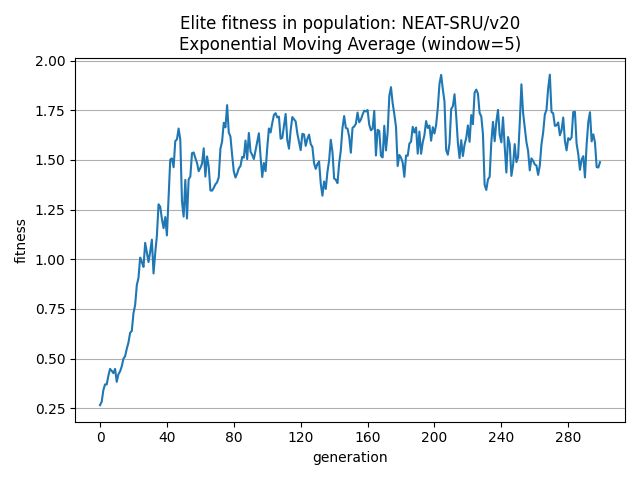 Elite fitness in population: NEAT-SRU/v20
Exponential Moving Average (window=5)
fitness
2.00
1.75
1.50
1.25
1.00
0.75
0.50
0.25
0 40 80 120 160 200 240 280
generation